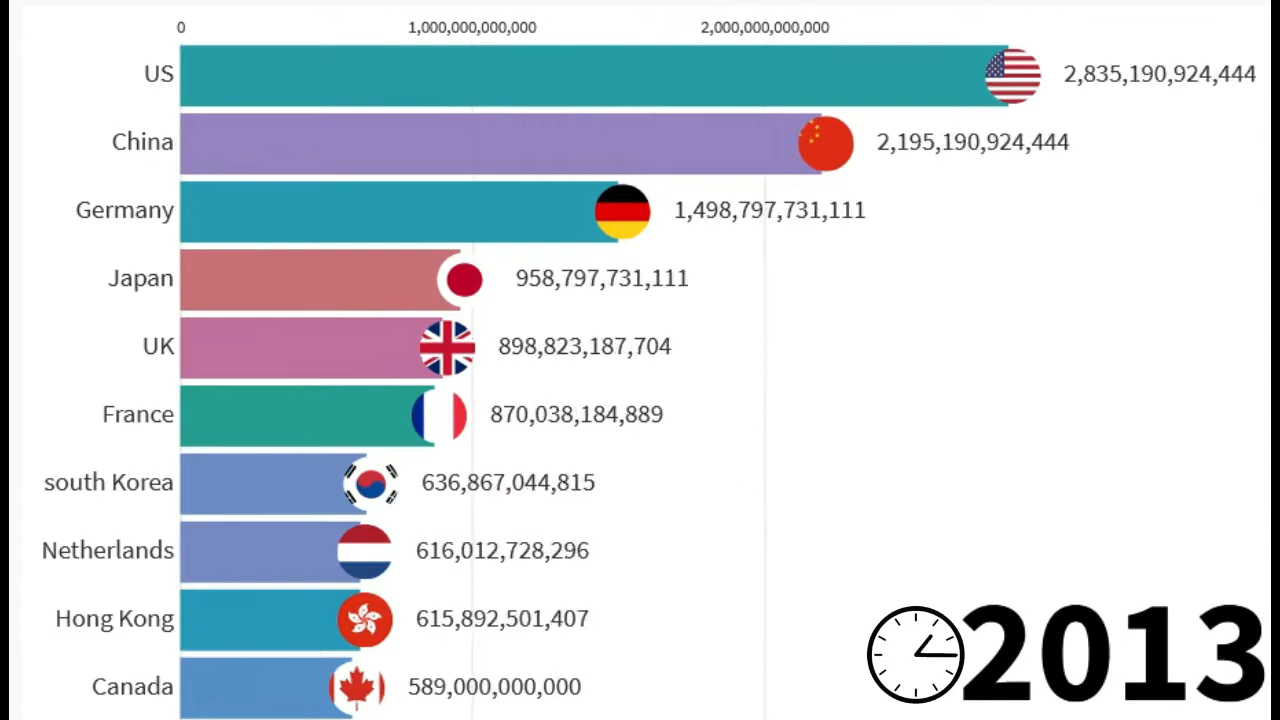 0 1,000,000,000,000 2,000,000,000,000
US 2,835,190,924,444
China 2,195,190,924,444
Germany 1,498,797,731,111
Japan 958,797,731,111
UK 898,823,187,704
France 870,038,184,889
south Korea 636,867,044,815
Netherlands 616,012,728,296
Hong Kong 615,892,501,407
Canada 589,000,000,000
2013